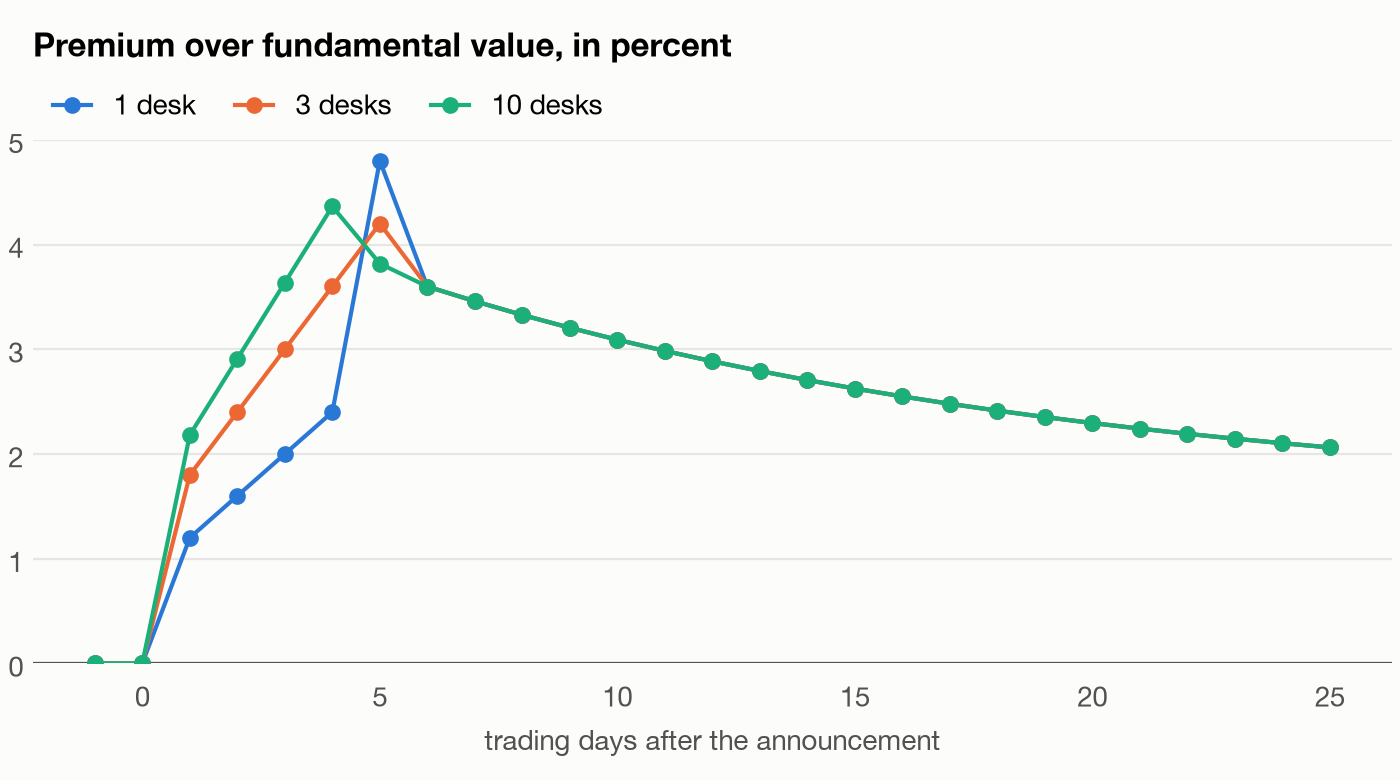 Premium over fundamental value, in percent
1 desk 3 desks 10 desks
5
4
3
2
1
0
0 5 10 15 20 25
trading days after the announcement